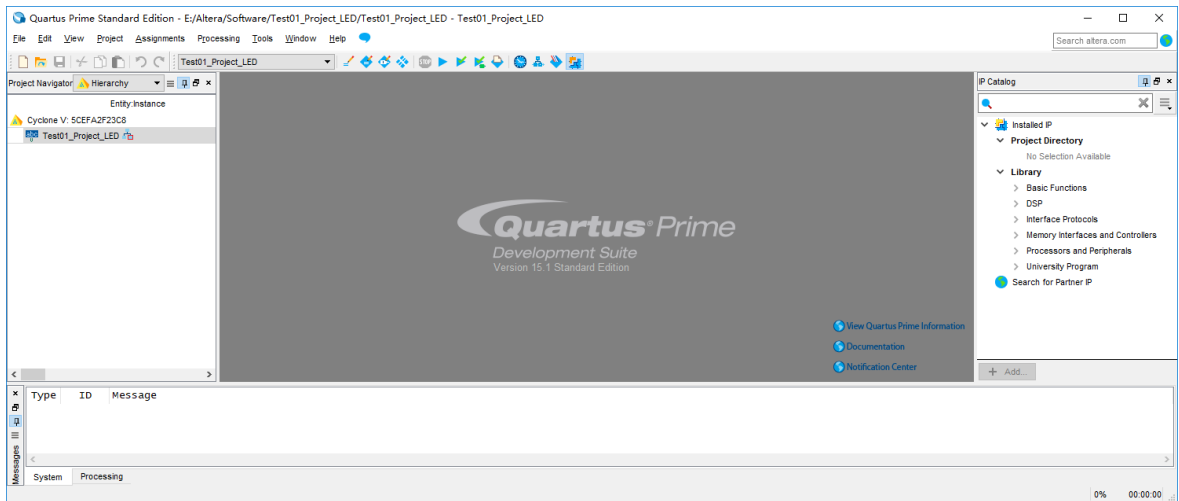 Quartus Prime Standard Edition - E:/Altera/Software/Test01_Project_LED/Test01_Project_LED - Test01_Project_LED
File Edit View Project Assignments Processing Tools Window Help
Search altera.com
Test01_Project_LED
STOP
Project Navigator Hierarchy
Entity:Instance
Cyclone V: 5CEFA2F23C8
Test01_Project_LED
Quartus® Prime
Development Suite
Version 15.1 Standard Edition
View Quartus Prime Information
Documentation
Notification Center
IP Catalog
Installed IP
Project Directory
No Selection Available
Library
Basic Functions
DSP
Interface Protocols
Memory Interfaces and Controllers
Processors and Peripherals
University Program
Search for Partner IP
+ Add...
Messages
Type ID Message
System Processing
0% 00:00:00